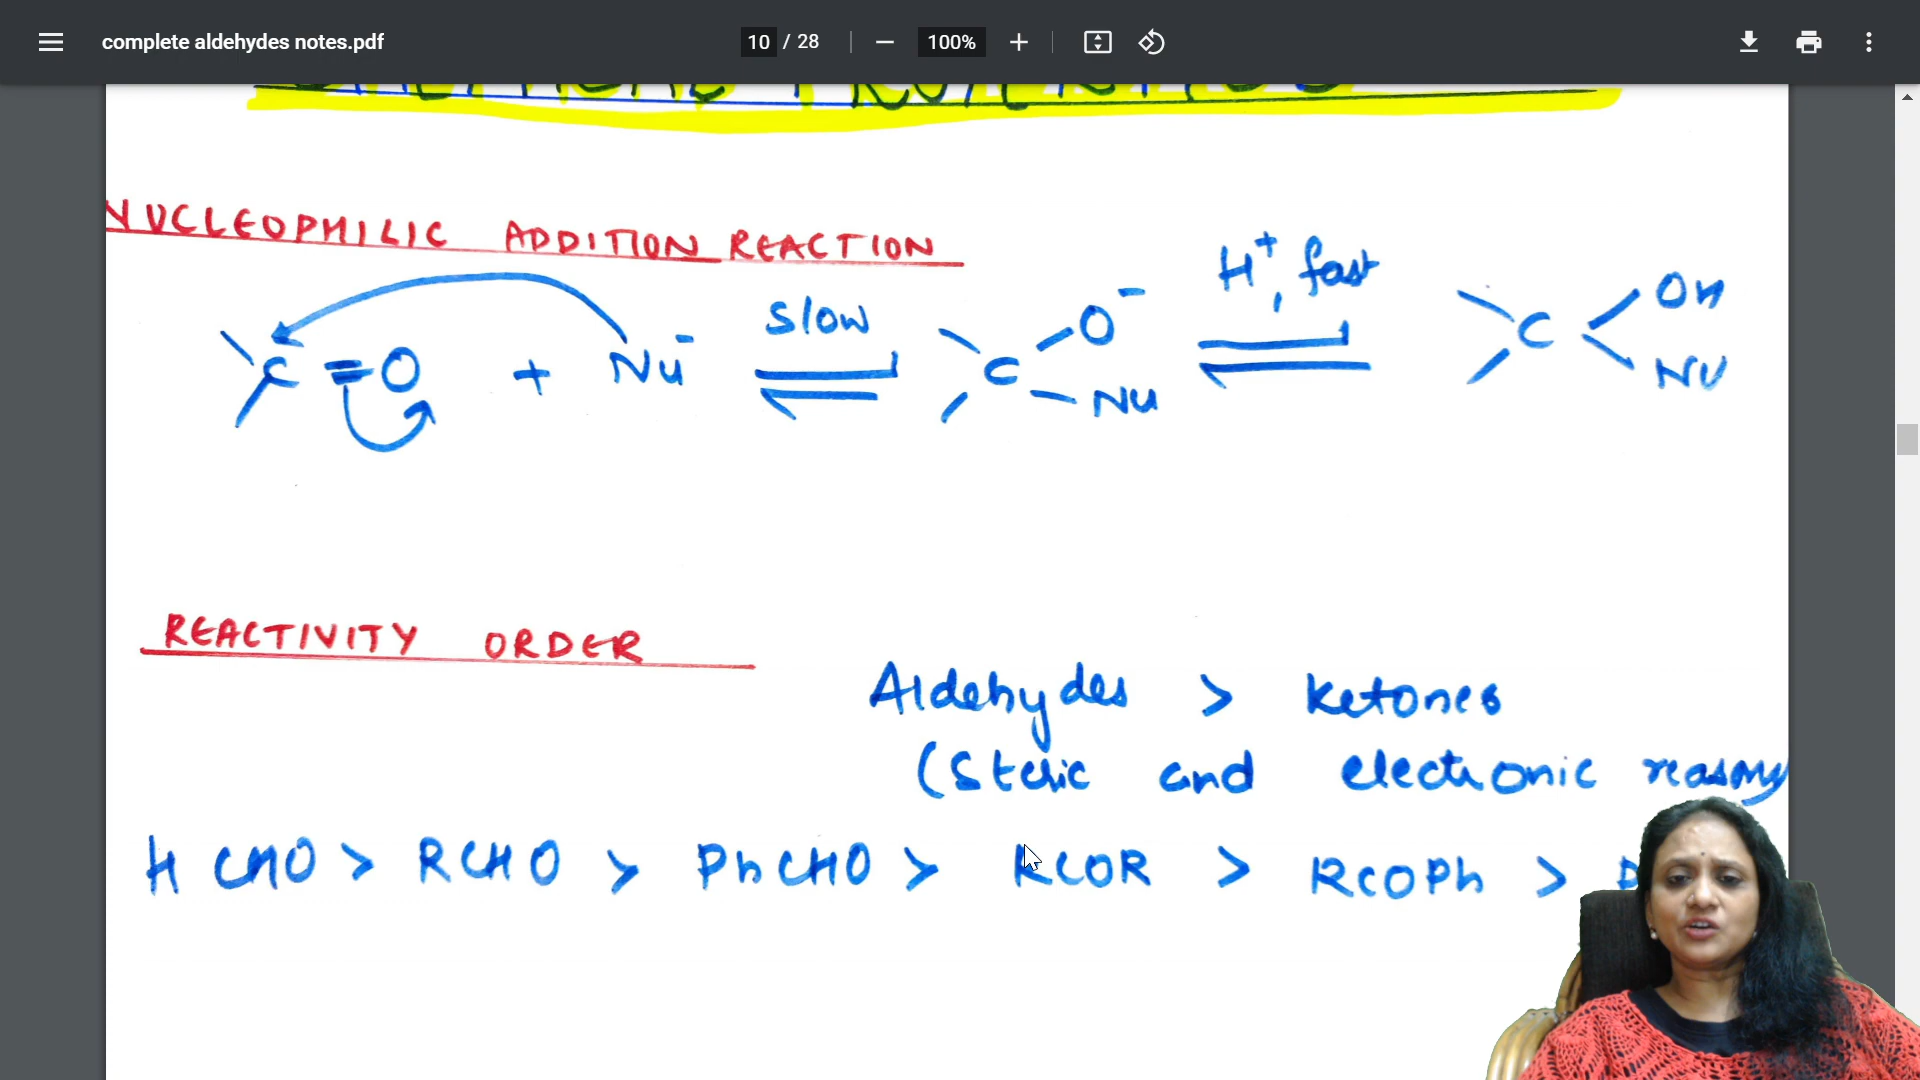 complete aldehydes notes.pdf
10 / 28
100%
NUCLEOPHILIC ADDITION REACTION
C=O + Nu⁻ slow ⇌ C O⁻ Nu H⁺, fast ⇌ C OH NU
REACTIVITY ORDER
Aldehydes > Ketones
(Steric and electronic reasons
HCHO > RCHO > PhCHO > RCOR > RCOPh >